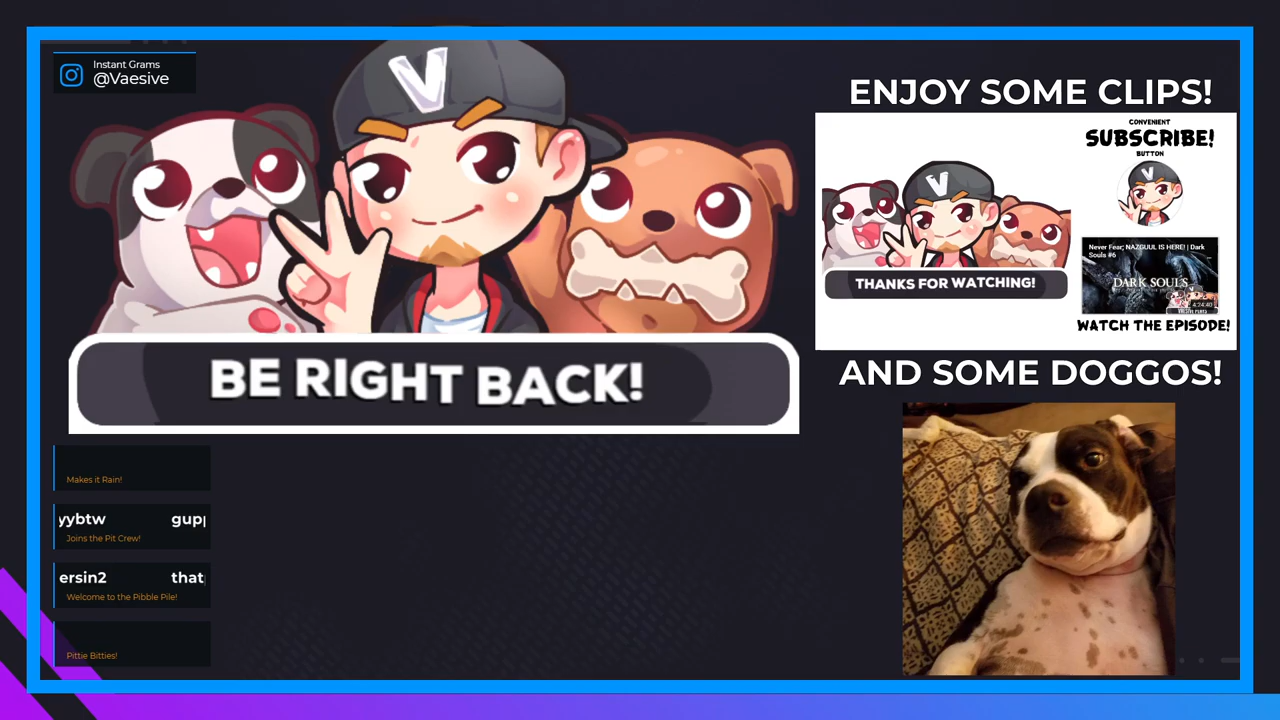 Instant Grams
@Vaesive
V
BE RIGHT BACK!
Makes it Rain!
yybtw gup
Joins the Pit Crew!
ersin2 that
Welcome to the Pibble Pile!
Pittie Bitties!
ENJOY SOME CLIPS!
V
THANKS FOR WATCHING!
CONVENIENT
SUBSCRIBE!
BUTTON
V
Never Fear; NAZGUUL IS HERE! | Dark
Souls #6
DARK SOULS
4:24:40
WATCH THE EPISODE!
AND SOME DOGGOS!